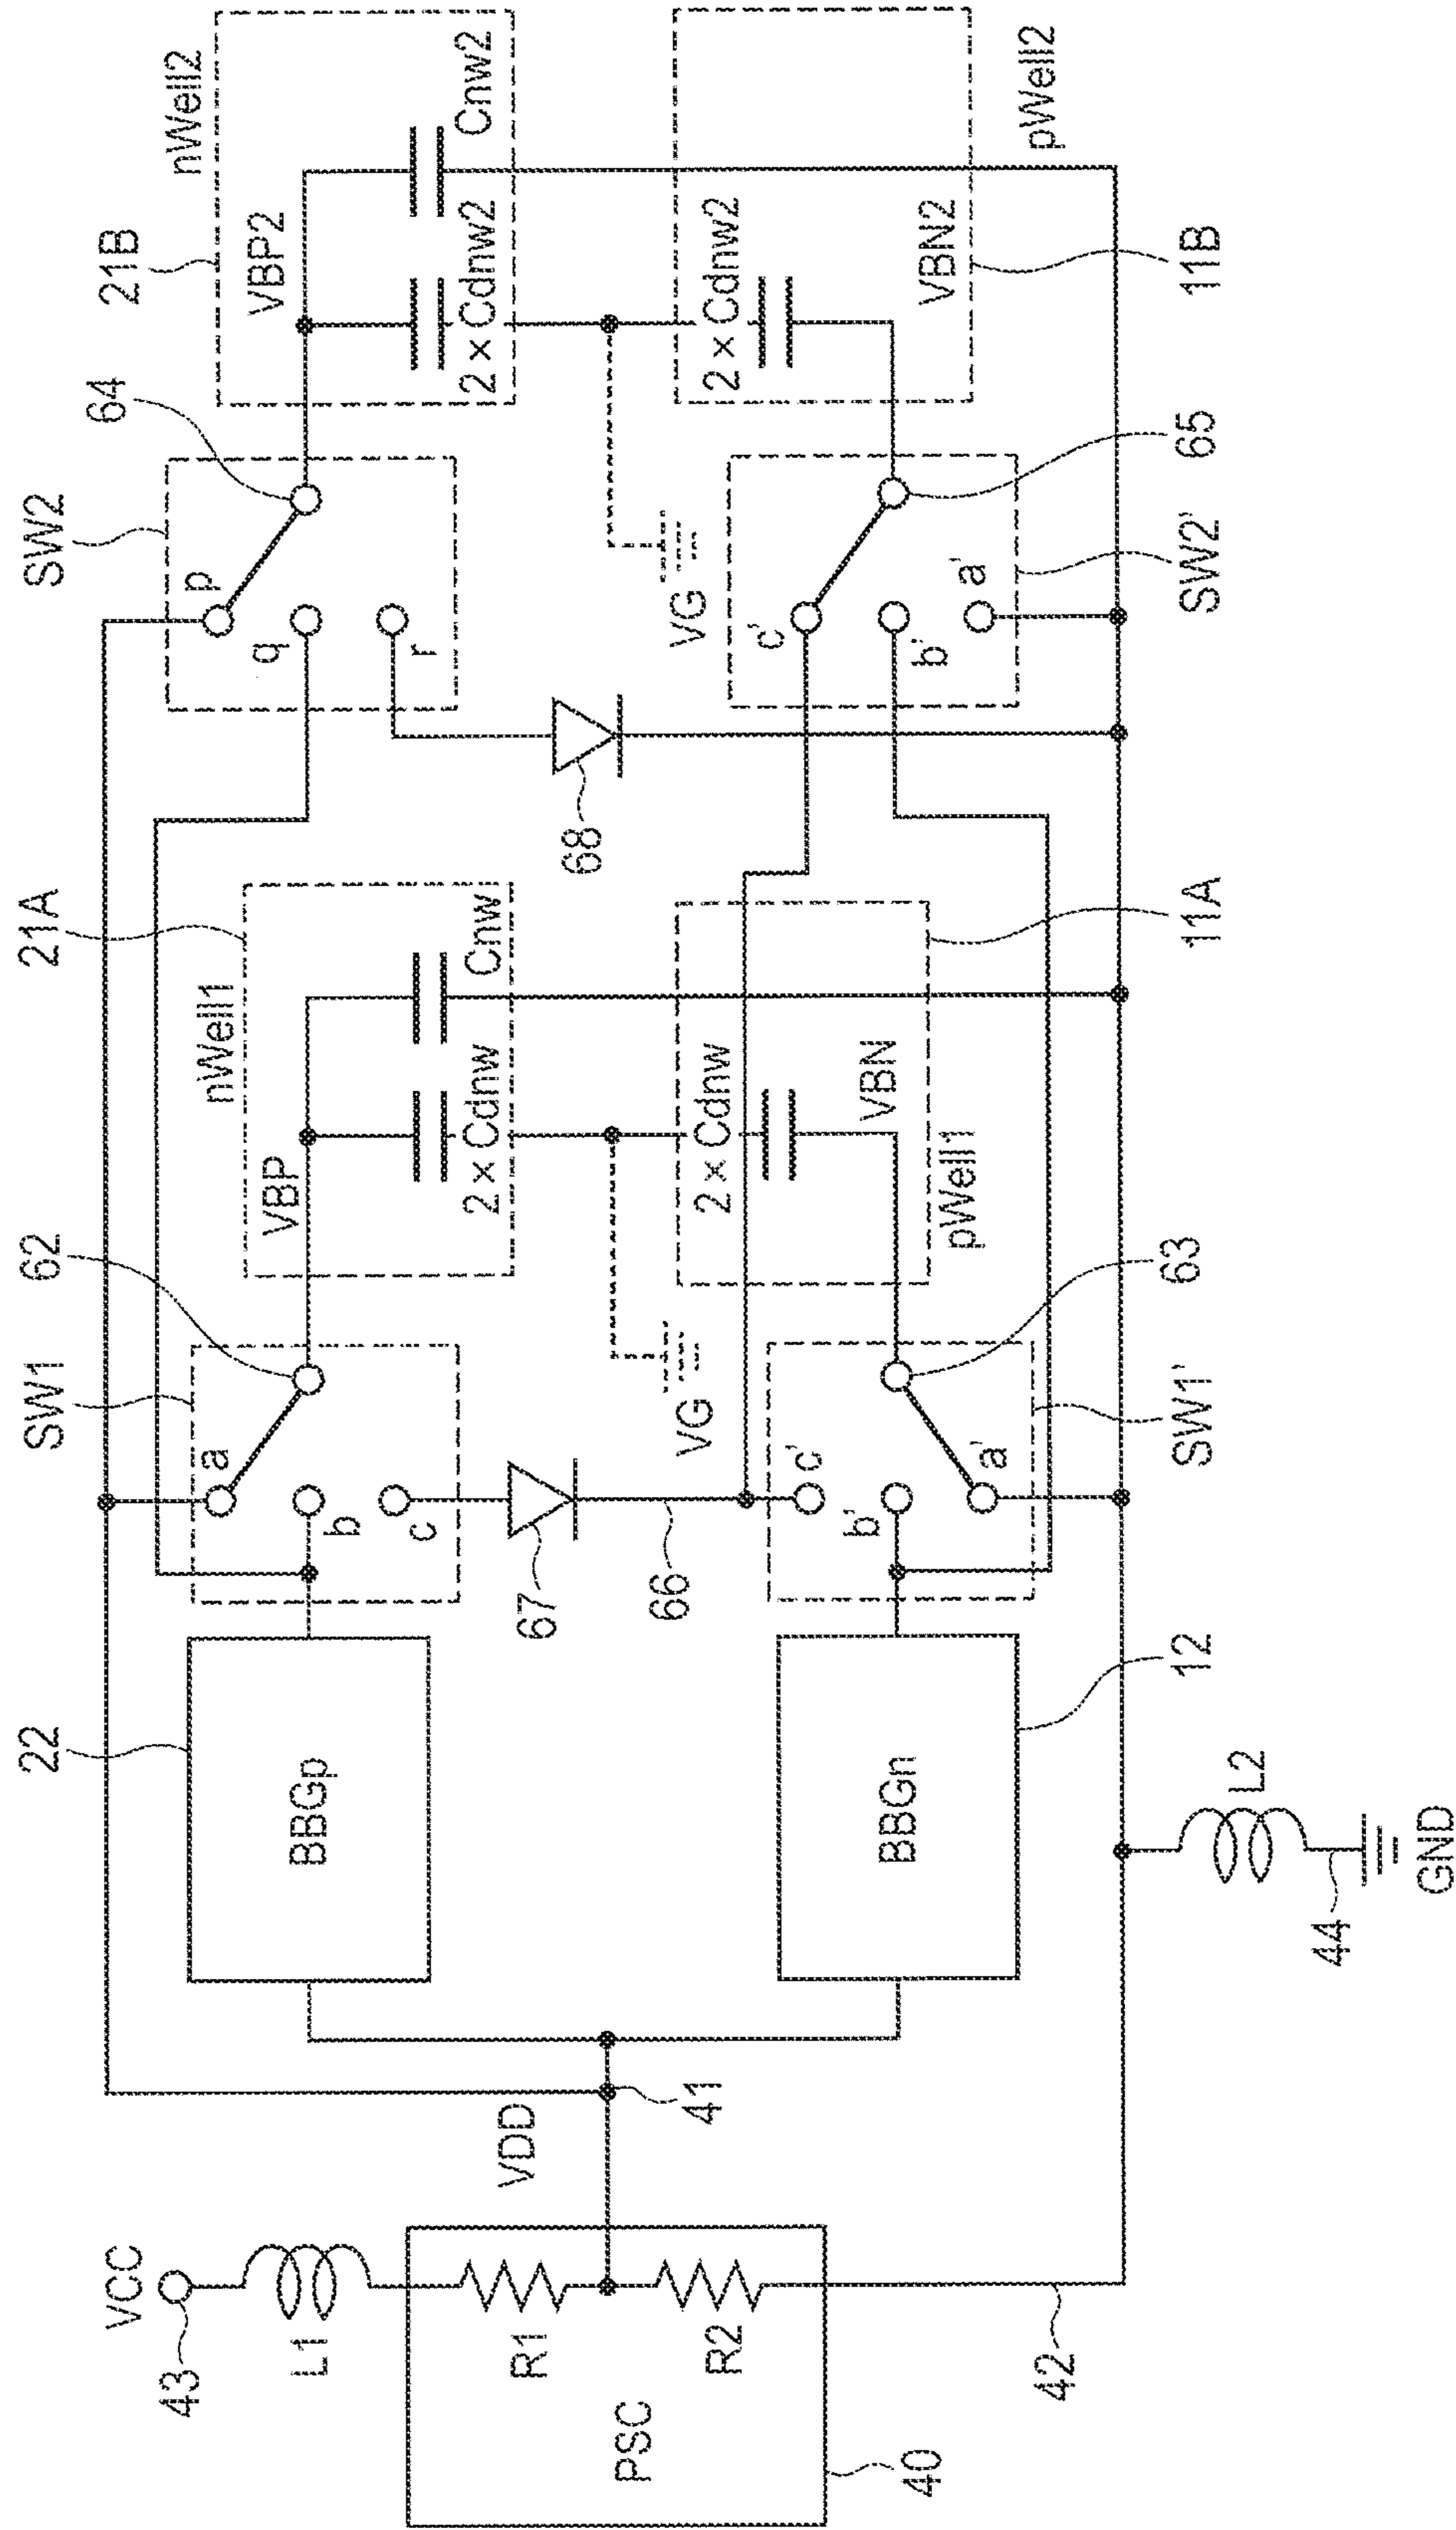 VCC
43
L1
R1
R2
PSC
40
42
VDD
41
22
BBGp
BBGn
12
L2
44
GND
SW1
62
a
b
c
67
66
c'
b'
a'
63
SW1'
VG
21A
nWell1
VBP
2 × Cdnw
Cnw
2 × Cdnw
VBN
pWell1
11A
68
SW2
64
p
q
r
c'
b'
a'
65
SW2'
VG
21B
nWell2
VBP2
2 × Cdnw2
Cnw2
2 × Cdnw2
VBN2
pWell2
11B